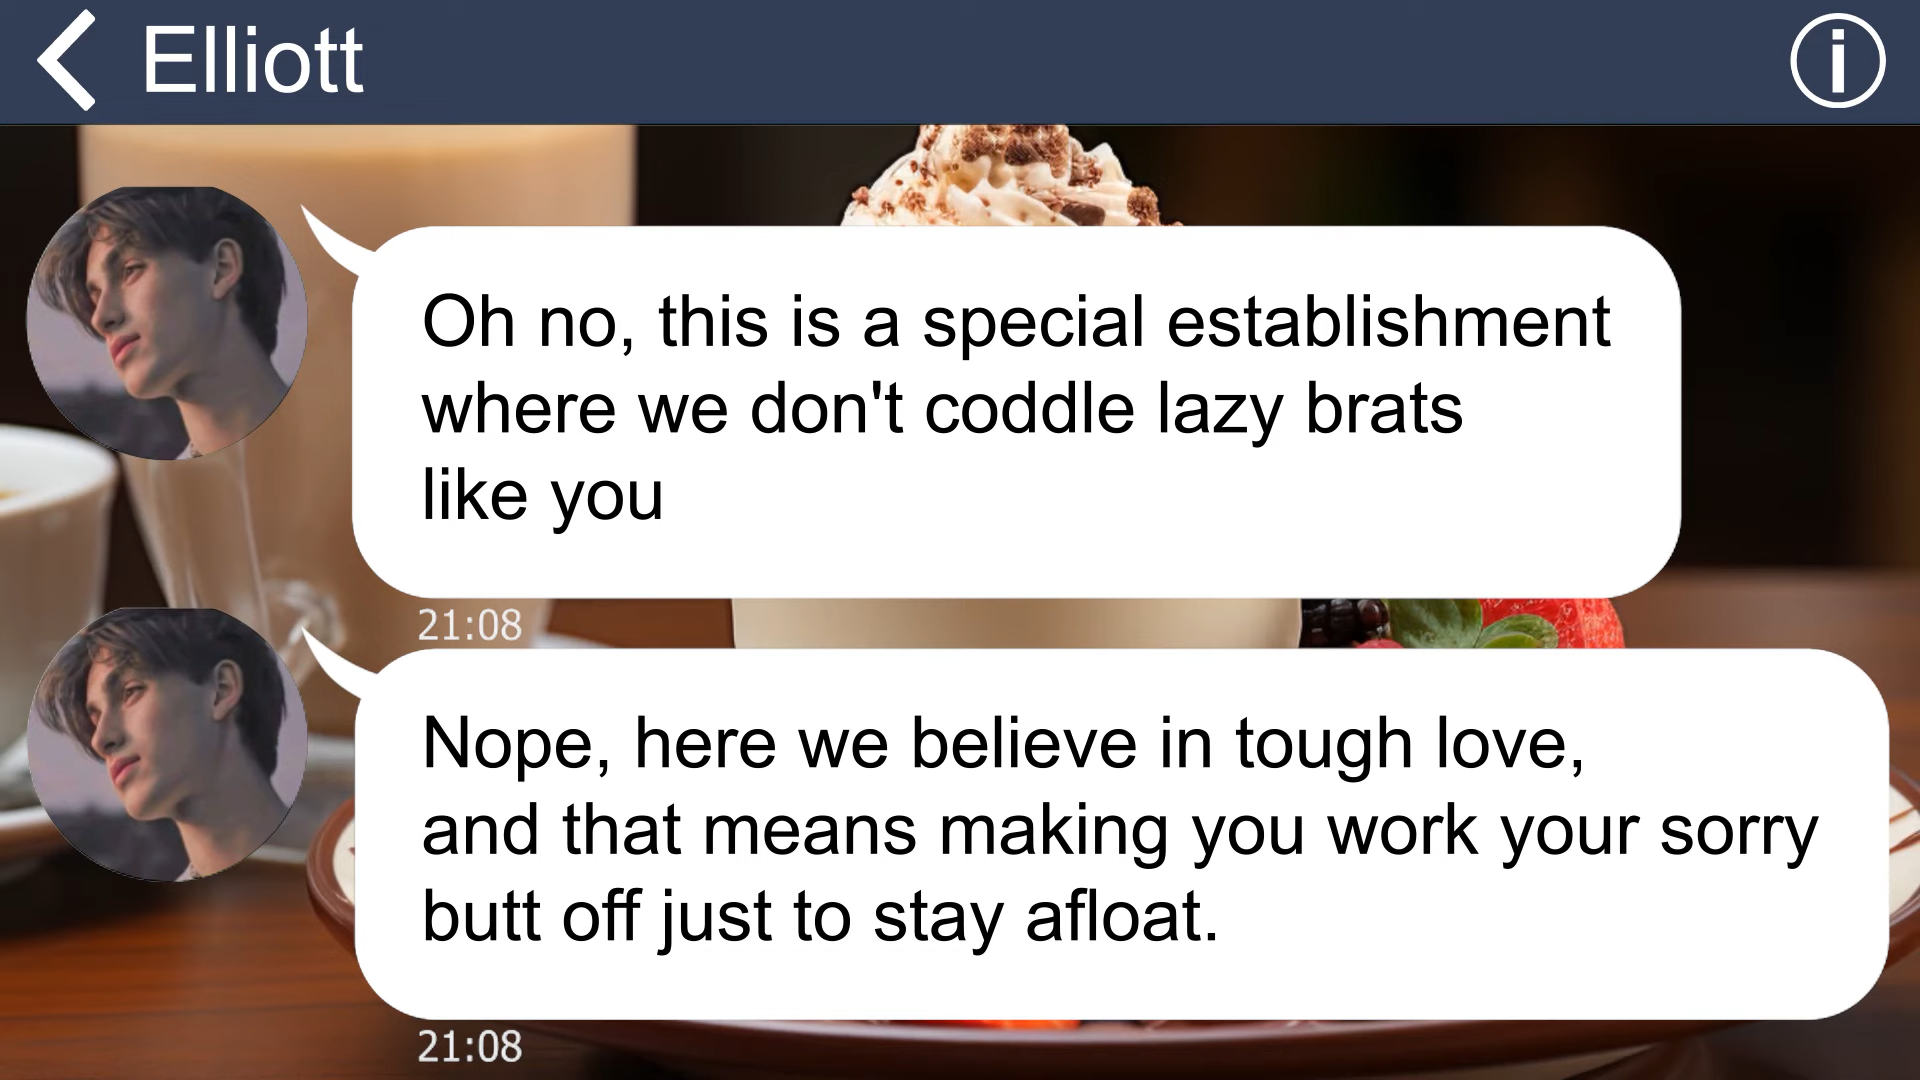 Elliott
Oh no, this is a special establishment
where we don't coddle lazy brats
like you
21:08
Nope, here we believe in tough love,
and that means making you work your sorry
butt off just to stay afloat.
21:08